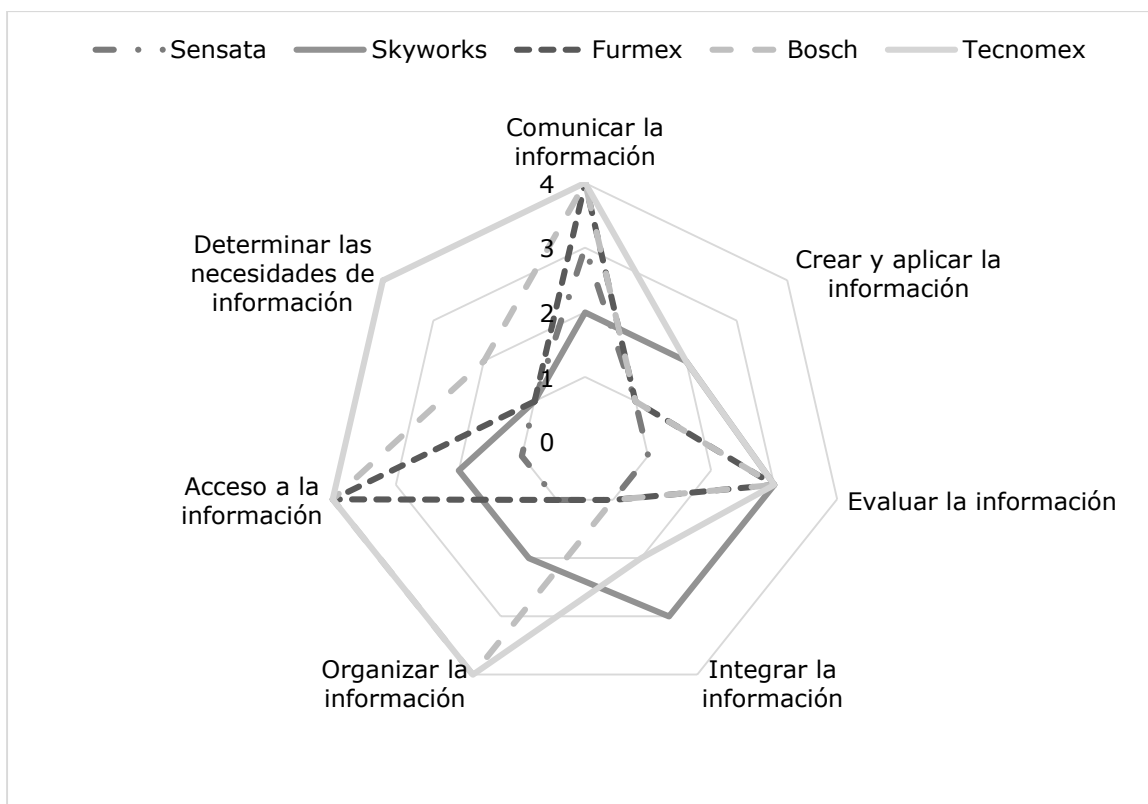 Sensata Skyworks Furmex Bosch Tecnomex
Comunicar la
información
4
Determinar las
necesidades de
información
3
Crear y aplicar la
información
2
1
0
Acceso a la
información
Evaluar la información
Organizar la
información
Integrar la
información